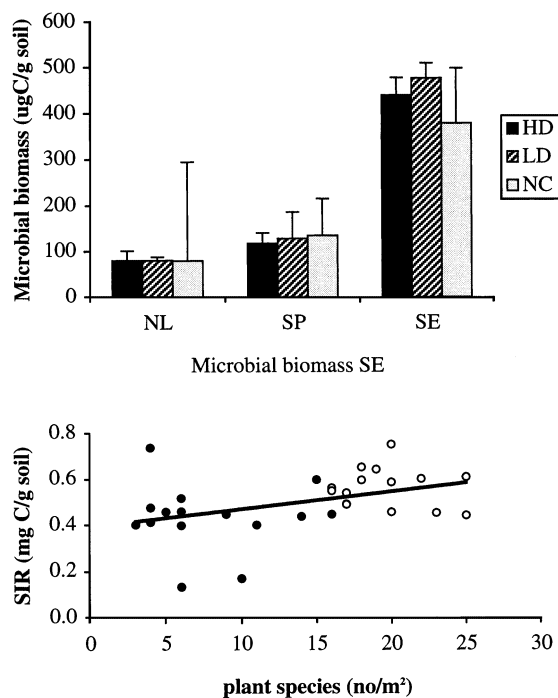 Microbial biomass (ugC/g soil)
600
500
400
300
200
100
0
NL SP SE
HD
LD
NC
Microbial biomass SE
SIR (mg C/g soil)
0.8
0.6
0.4
0.2
0.0
0 5 10 15 20 25 30
plant species (no/m²)